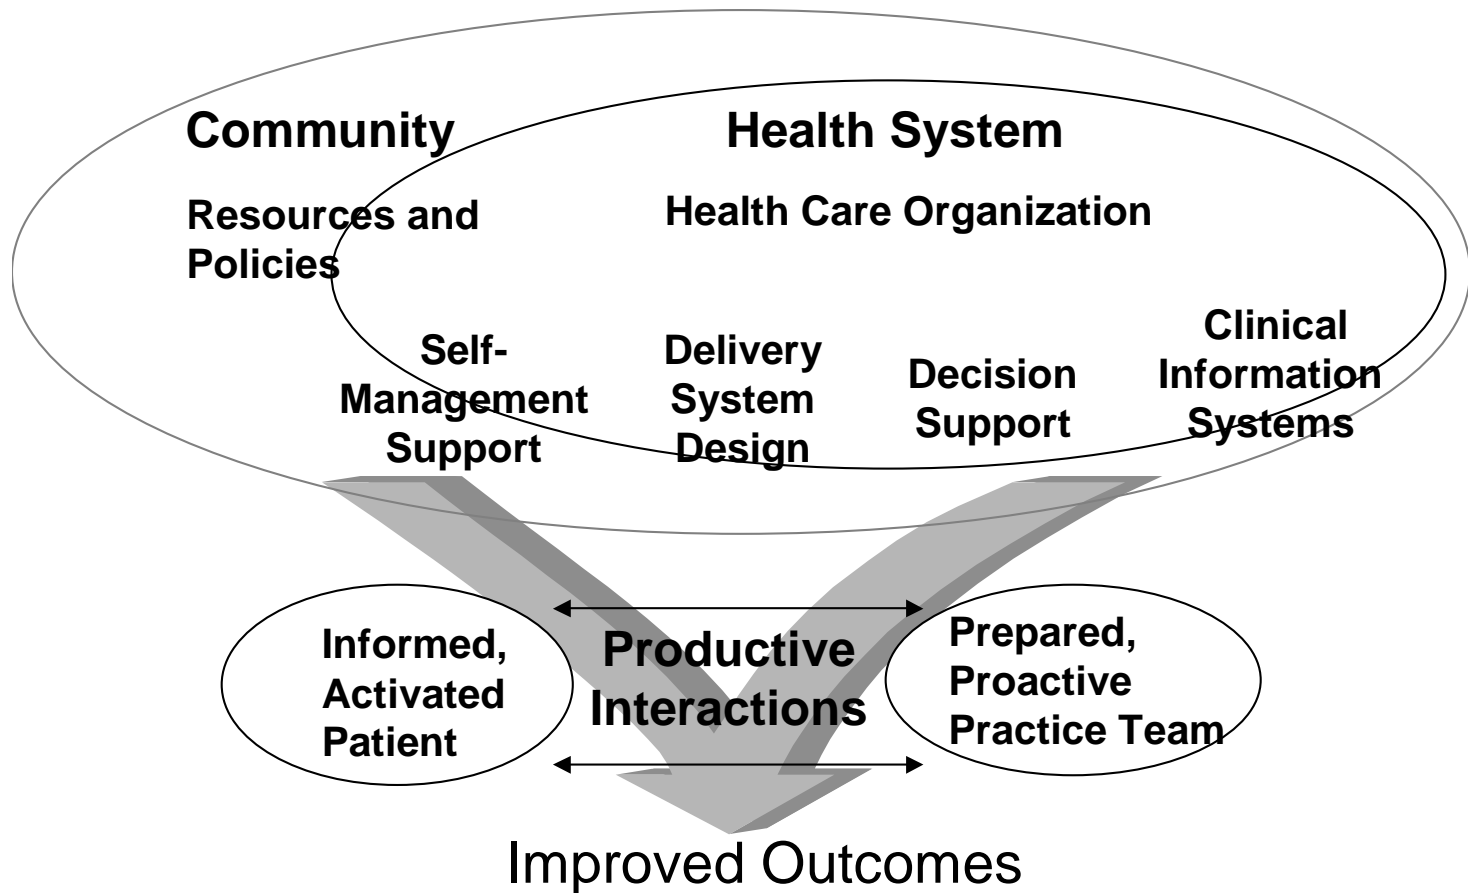 Community
Health System
Resources and
Policies
Health Care Organization
Self-
Management
Support
Delivery
System
Design
Decision
Support
Clinical
Information
Systems
Informed,
Activated
Patient
Productive
Interactions
Prepared,
Proactive
Practice Team
Improved Outcomes